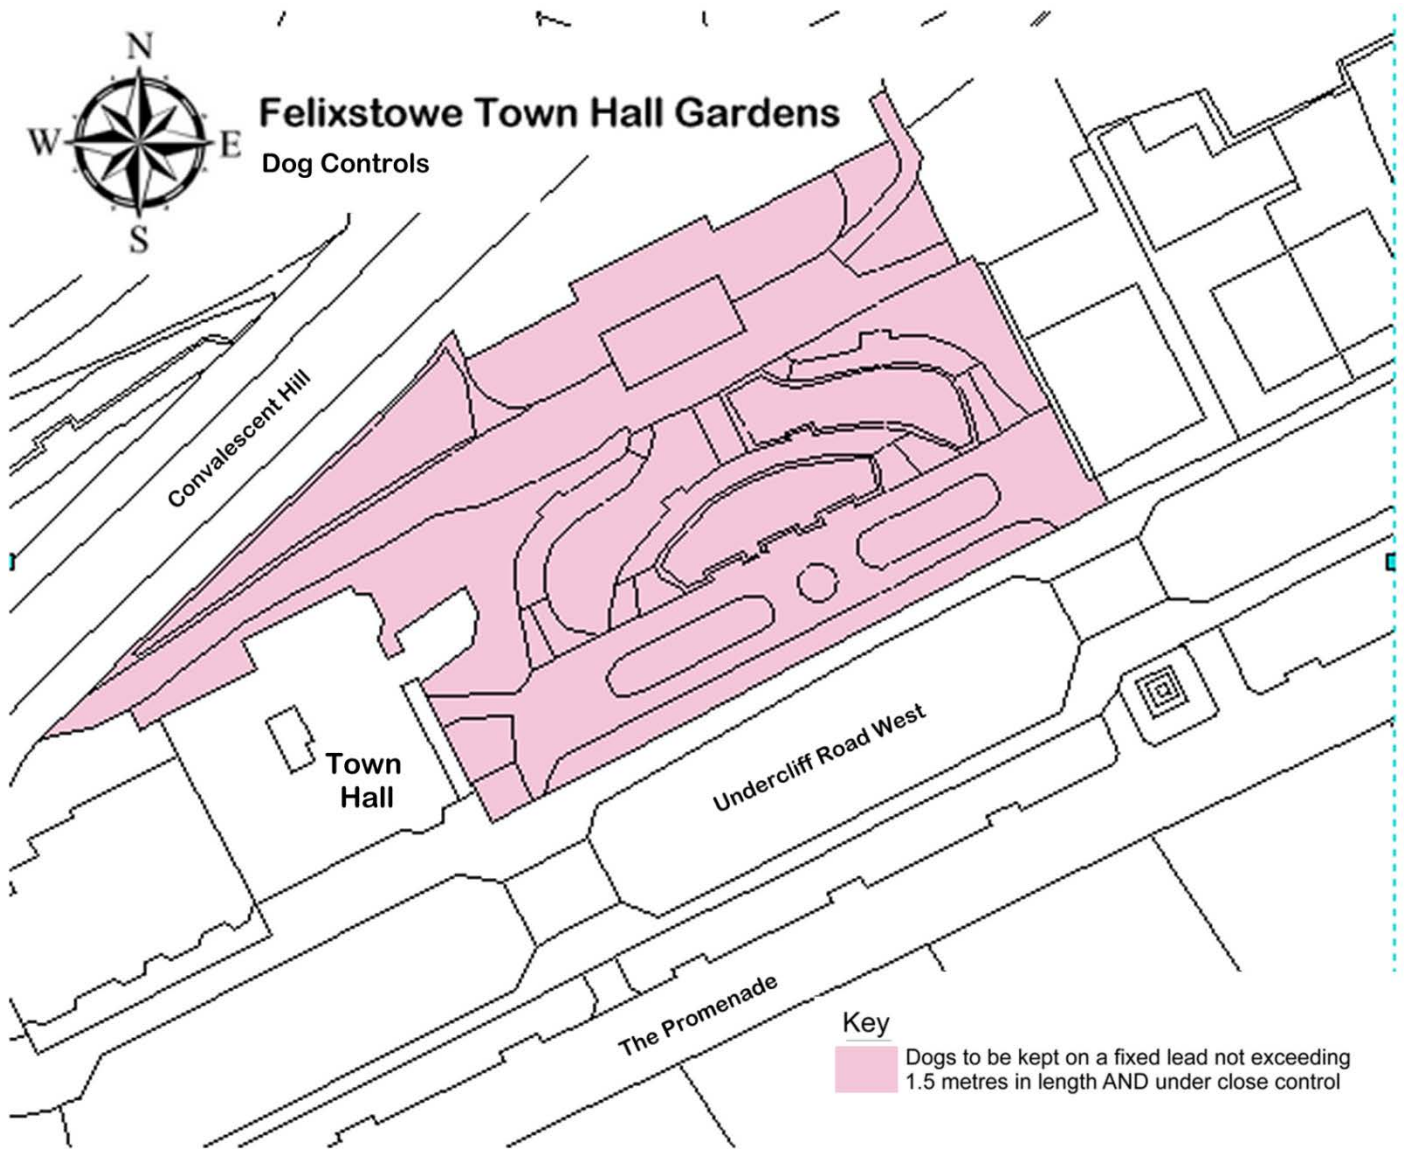 N
W E
S
Felixstowe Town Hall Gardens
Dog Controls
Convalescent Hill
Town
Hall
Undercliff Road West
The Promenade
Key
Dogs to be kept on a fixed lead not exceeding
1.5 metres in length AND under close control